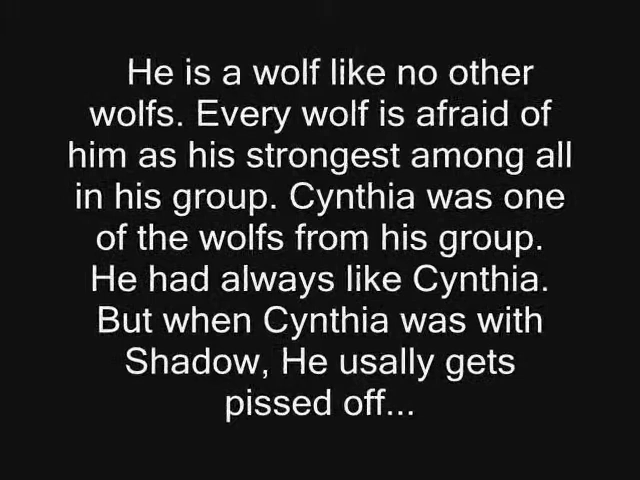 He is a wolf like no other
wolfs. Every wolf is afraid of
him as his strongest among all
in his group. Cynthia was one
of the wolfs from his group.
He had always like Cynthia.
But when Cynthia was with
Shadow, He usally gets
pissed off...